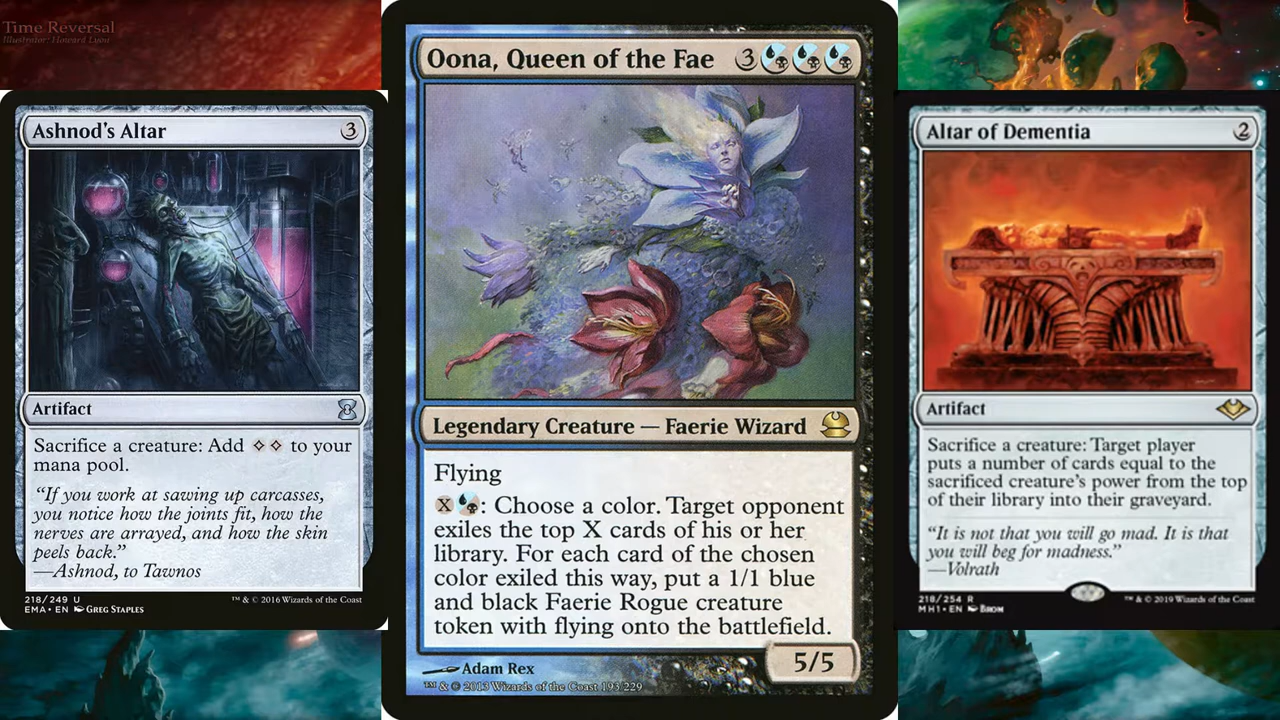 Time Reversal
Illustrator: Howard Lyon
Ashnod's Altar 3
Artifact
Sacrifice a creature: Add to your
mana pool.
"If you work at sawing up carcasses,
you notice how the joints fit, how the
nerves are arrayed, and how the skin
peels back."
—Ashnod, to Tawnos
218/249 U
EMA • EN GREG STAPLES
™ & © 2016 Wizards of the Coast
Oona, Queen of the Fae 3
Legendary Creature — Faerie Wizard
Flying
X : Choose a color. Target opponent
exiles the top X cards of his or her
library. For each card of the chosen
color exiled this way, put a 1/1 blue
and black Faerie Rogue creature
token with flying onto the battlefield.
5/5
Adam Rex
™ & © 2013 Wizards of the Coast 193/229
Altar of Dementia 2
Artifact
Sacrifice a creature: Target player
puts a number of cards equal to the
sacrificed creature's power from the top
of their library into their graveyard.
"It is not that you will go mad. It is that
you will beg for madness."
—Volrath
218/254 R
MH1 • EN BROM
™ & © 2019 Wizards of the Coast